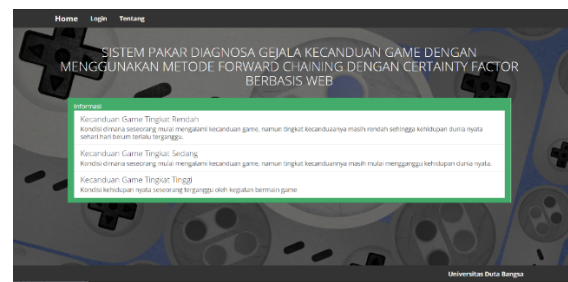 Home Login Tentang
SISTEM PAKAR DIAGNOSA GEJALA KECANDUAN GAME DENGAN
MENGGUNAKAN METODE FORWARD CHAINING DENGAN CERTAINTY FACTOR
BERBASIS WEB
Informasi
Kecanduan Game Tingkat Rendah
Kondisi dimana seseorang mulai mengalami kecanduan game, namun tingkat kecanduanya masih rendah sehingga kehidupan dunia nyata
sehari hari belum terlalu terganggu.
Kecanduan Game Tingkat Sedang
Kondisi dimana seseorang mulai mengalami kecanduan game, namun tingkat kecanduannya masih mulai mengganggu kehidupan dunia nyata.
Kecanduan Game Tingkat Tinggi
Kondisi kehidupan nyata seseorang terganggu oleh kegiatan bermain game
Universitas Duta Bangsa